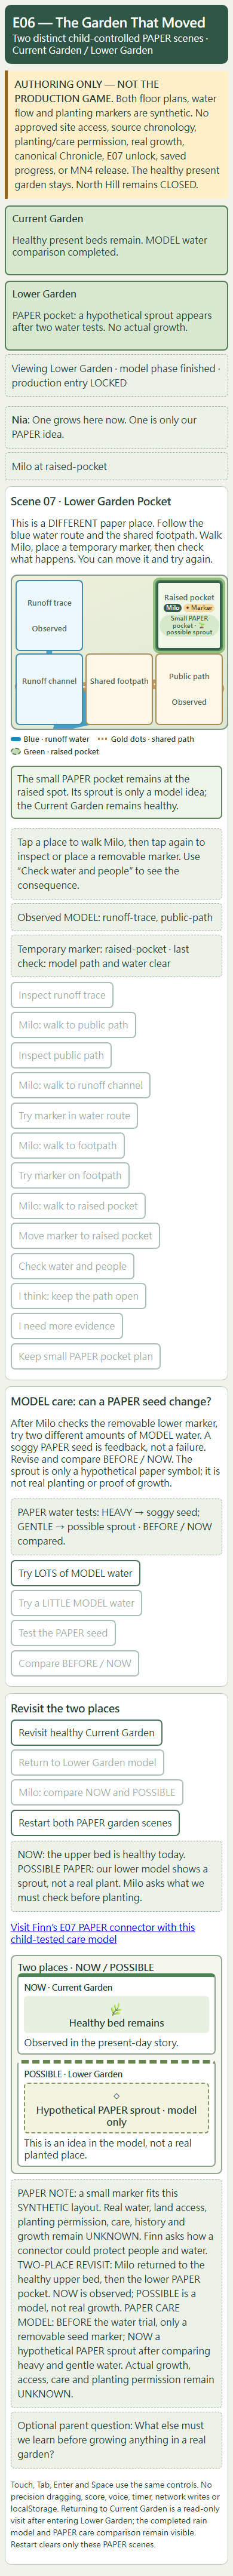 E06 — The Garden That Moved
Two distinct child-controlled PAPER scenes ·
Current Garden / Lower Garden
AUTHORING ONLY — NOT THE
PRODUCTION GAME. Both floor plans, water
flow and planting markers are synthetic. No
approved site access, source chronology,
planting/care permission, real growth,
canonical Chronicle, E07 unlock, saved
progress, or MN4 release. The healthy present
garden stays. North Hill remains CLOSED.
Current Garden
Healthy present beds remain. MODEL water
comparison completed.
Lower Garden
PAPER pocket: a hypothetical sprout appears
after two water tests. No actual growth.
Viewing Lower Garden · model phase finished ·
production entry LOCKED
Nia: One grows here now. One is only our
PAPER idea.
Milo at raised-pocket
Scene 07 · Lower Garden Pocket
This is a DIFFERENT paper place. Follow the
blue water route and the shared footpath. Walk
Milo, place a temporary marker, then check
what happens. You can move it and try again.
Runoff trace
Observed
Raised pocket
Milo + Marker
Small PAPER
pocket ·
possible sprout
Runoff channel
Shared footpath
Public path
Observed
Blue · runoff water
Gold dots · shared path
Green · raised pocket
The small PAPER pocket remains at the
raised spot. Its sprout is only a model idea;
the Current Garden remains healthy.
Tap a place to walk Milo, then tap again to
inspect or place a removable marker. Use
“Check water and people” to see the
consequence.
Observed MODEL: runoff-trace, public-path
Temporary marker: raised-pocket · last
check: model path and water clear
Inspect runoff trace
Milo: walk to public path
Inspect public path
Milo: walk to runoff channel
Try marker in water route
Milo: walk to footpath
Try marker on footpath
Milo: walk to raised pocket
Move marker to raised pocket
Check water and people
I think: keep the path open
I need more evidence
Keep small PAPER pocket plan
MODEL care: can a PAPER seed change?
After Milo checks the removable lower marker,
try two different amounts of MODEL water. A
soggy PAPER seed is feedback, not a failure.
Revise and compare BEFORE / NOW. The
sprout is only a hypothetical paper symbol; it is
not real planting or proof of growth.
PAPER water tests: HEAVY → soggy seed;
GENTLE → possible sprout · BEFORE / NOW
compared.
Try LOTS of MODEL water
Try a LITTLE MODEL water
Test the PAPER seed
Compare BEFORE / NOW
Revisit the two places
Revisit healthy Current Garden
Return to Lower Garden model
Milo: compare NOW and POSSIBLE
Restart both PAPER garden scenes
NOW: the upper bed is healthy today.
POSSIBLE PAPER: our lower model shows a
sprout, not a real plant. Milo asks what we
must check before planting.
Visit Finn's E07 PAPER connector with this
child-tested care model
Two places · NOW / POSSIBLE
NOW · Current Garden
Healthy bed remains
Observed in the present-day story.
POSSIBLE · Lower Garden
Hypothetical PAPER sprout · model
only
This is an idea in the model, not a real
planted place.
PAPER NOTE: a small marker fits this
SYNTHETIC layout. Real water, land access,
planting permission, care, history and
growth remain UNKNOWN. Finn asks how a
connector could protect people and water.
TWO-PLACE REVISIT: Milo returned to the
healthy upper bed, then the lower PAPER
pocket. NOW is observed; POSSIBLE is a
model, not real growth. PAPER CARE
MODEL: BEFORE the water trial, only a
removable seed marker; NOW a
hypothetical PAPER sprout after comparing
heavy and gentle water. Actual growth,
access, care and planting permission remain
UNKNOWN.
Optional parent question: What else must
we learn before growing anything in a real
garden?
Touch, Tab, Enter and Space use the same controls. No
precision dragging, score, voice, timer, network writes or
localStorage. Returning to Current Garden is a read-only
visit after entering Lower Garden; the completed rain
model and PAPER care comparison remain visible.
Restart clears only these PAPER scenes.